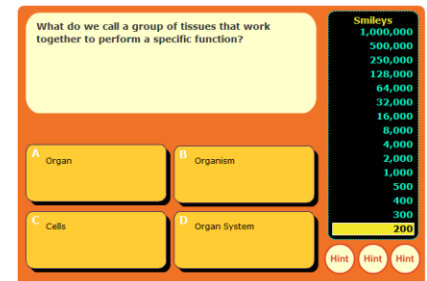 What do we call a group of tissues that work
together to perform a specific function?
A
Organ
B
Organism
C
Cells
D
Organ System
Smileys
1,000,000
500,000
250,000
128,000
64,000
32,000
16,000
8,000
4,000
2,000
1,000
500
400
300
200
Hint Hint Hint